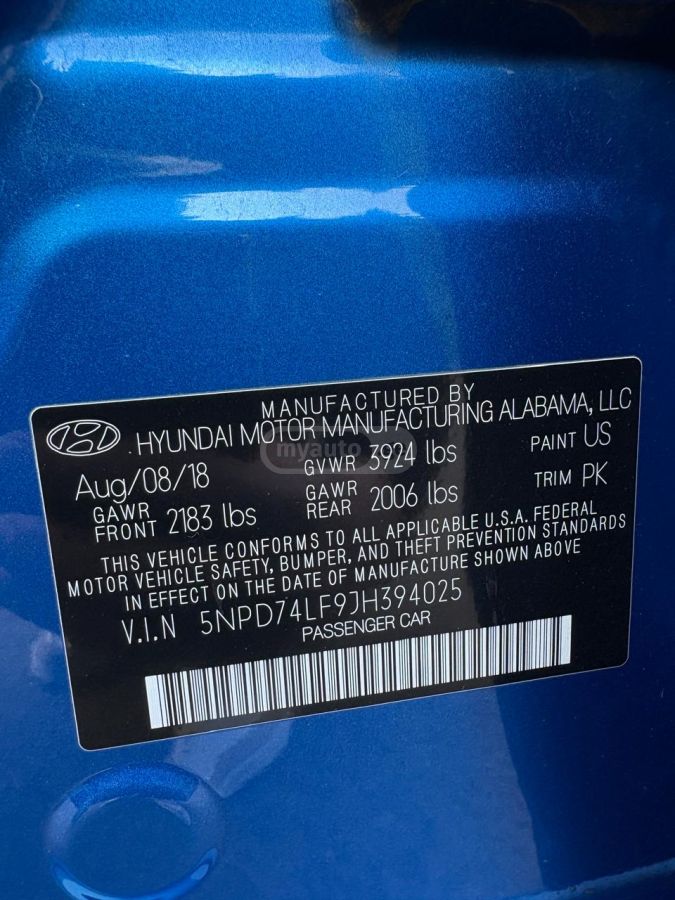 MANUFACTURED BY
HYUNDAI MOTOR MANUFACTURING ALABAMA, LLC
Aug/08/18 GVWR 3924 lbs PAINT US
GAWR FRONT 2183 lbs GAWR REAR 2006 lbs TRIM PK
THIS VEHICLE CONFORMS TO ALL APPLICABLE U.S.A. FEDERAL
MOTOR VEHICLE SAFETY, BUMPER, AND THEFT PREVENTION STANDARDS
IN EFFECT ON THE DATE OF MANUFACTURE SHOWN ABOVE
V.I.N 5NPD74LF9JH394025
PASSENGER CAR
myauto